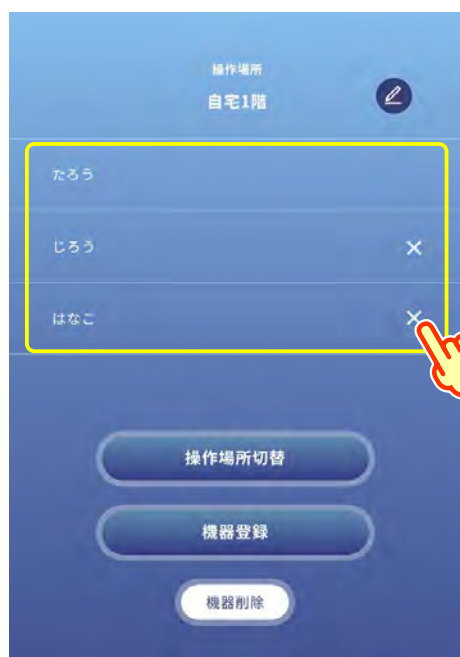 操作場所
自宅1階
たろう
じろう
はなこ
操作場所切替
機器登録
機器削除